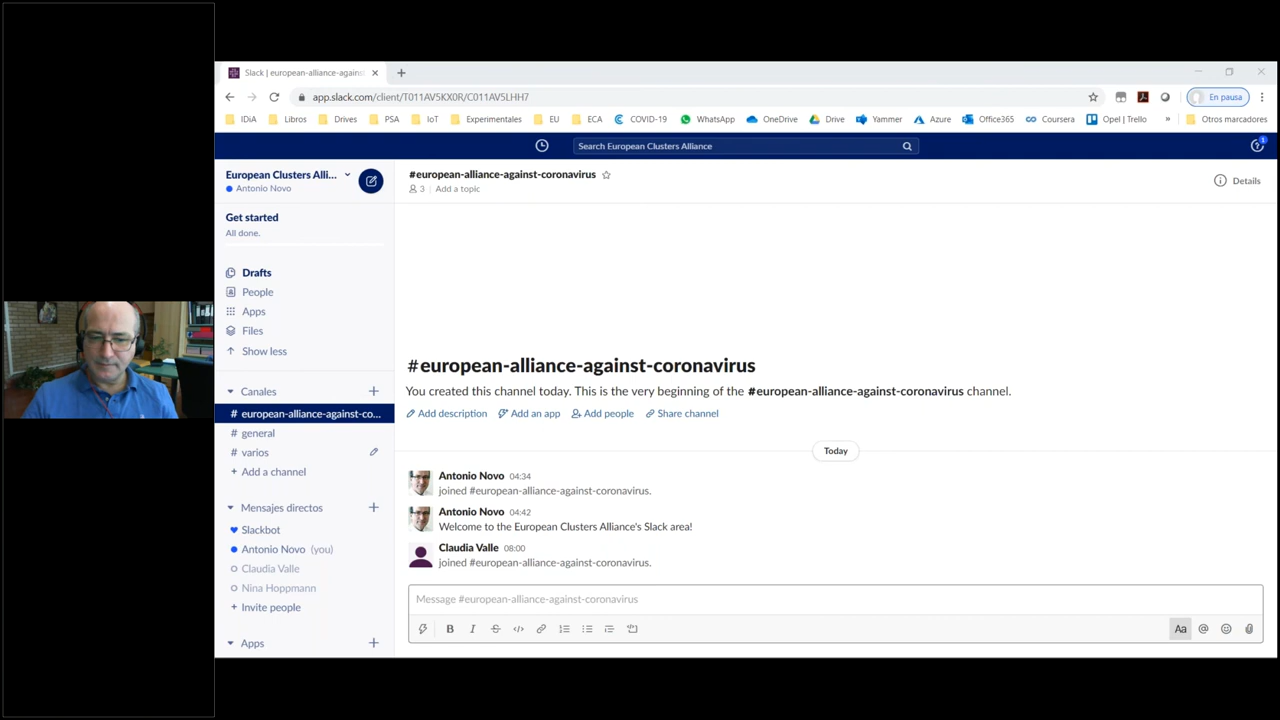 Slack | european-alliance-against
app.slack.com/client/T011AV5KX0R/C011AV5LHH7
En pausa
IDiA Libros Drives PSA IoT Experimentales EU ECA COVID-19 WhatsApp OneDrive Drive Yammer Azure Office365 Coursera Opel | Trello » Otros marcadores
Search European Clusters Alliance
1
European Clusters Alli...
Antonio Novo
Get started
All done.
Drafts
People
Apps
Files
Show less
Canales
# european-alliance-against-co...
# general
# varios
+ Add a channel
Mensajes directos
Slackbot
Antonio Novo (you)
Claudia Valle
Nina Hoppmann
+ Invite people
Apps
#european-alliance-against-coronavirus
3 | Add a topic
Details
#european-alliance-against-coronavirus
You created this channel today. This is the very beginning of the #european-alliance-against-coronavirus channel.
Add description Add an app Add people Share channel
Today
Antonio Novo 04:34
joined #european-alliance-against-coronavirus.
Antonio Novo 04:42
Welcome to the European Clusters Alliance's Slack area!
Claudia Valle 08:00
joined #european-alliance-against-coronavirus.
Message #european-alliance-against-coronavirus
B I S </> Aa @